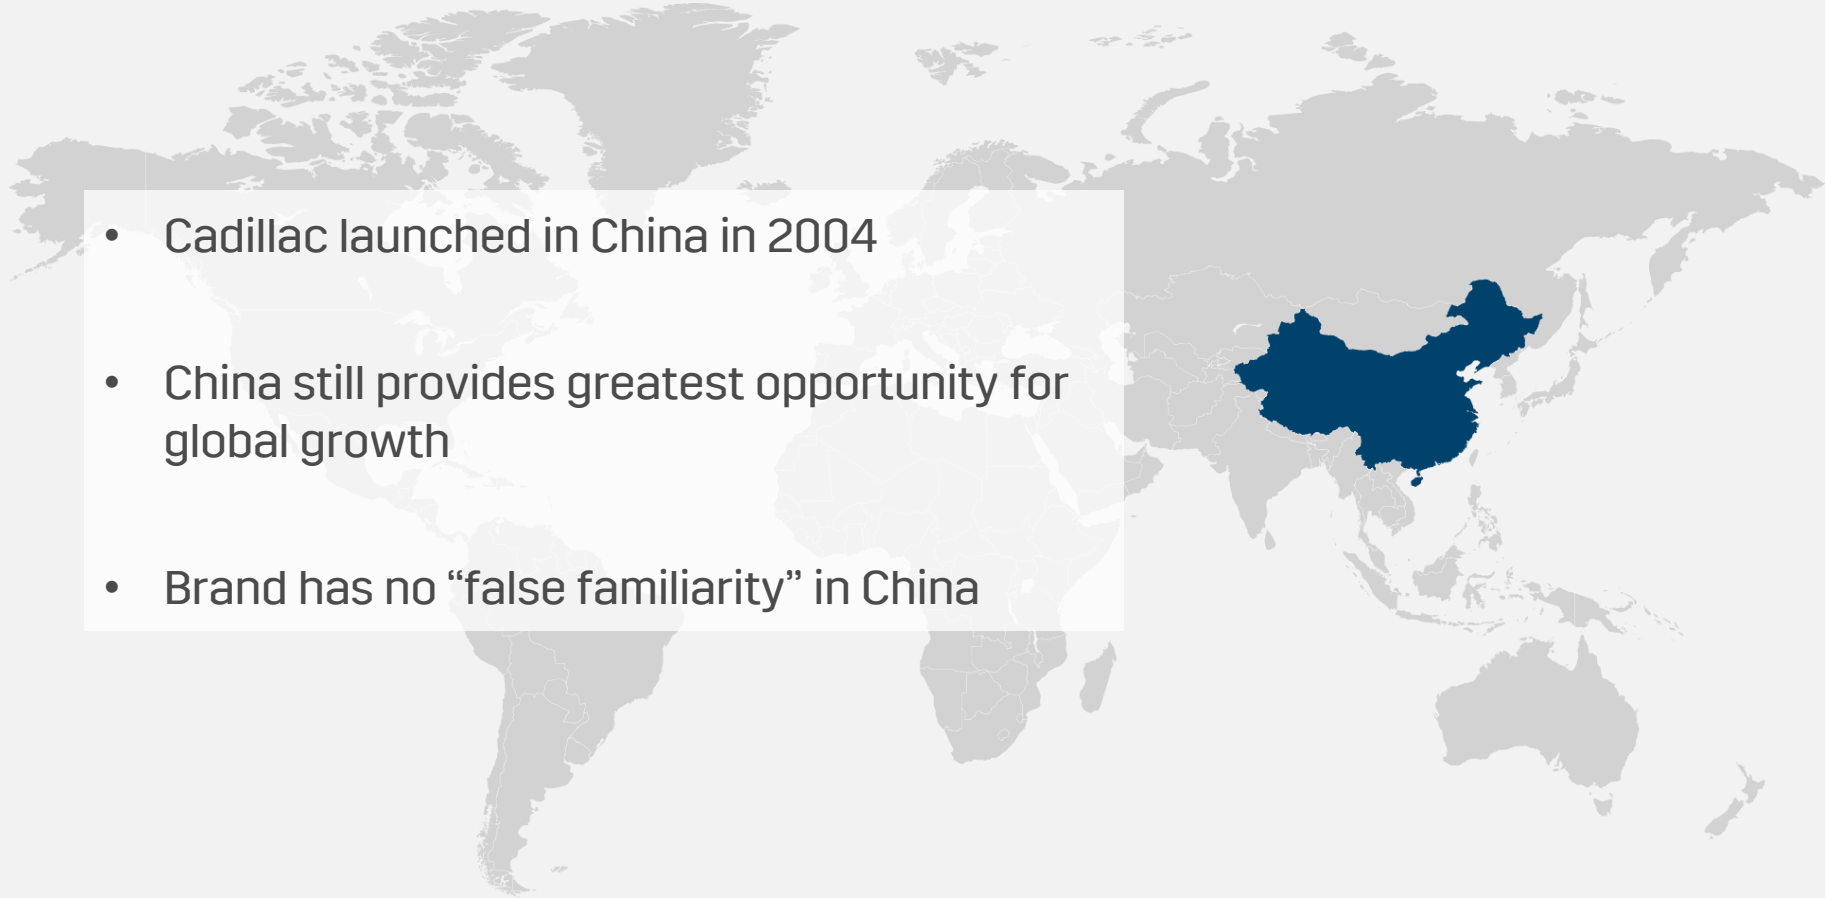 • Cadillac launched in China in 2004
• China still provides greatest opportunity for
global growth
• Brand has no “false familiarity” in China